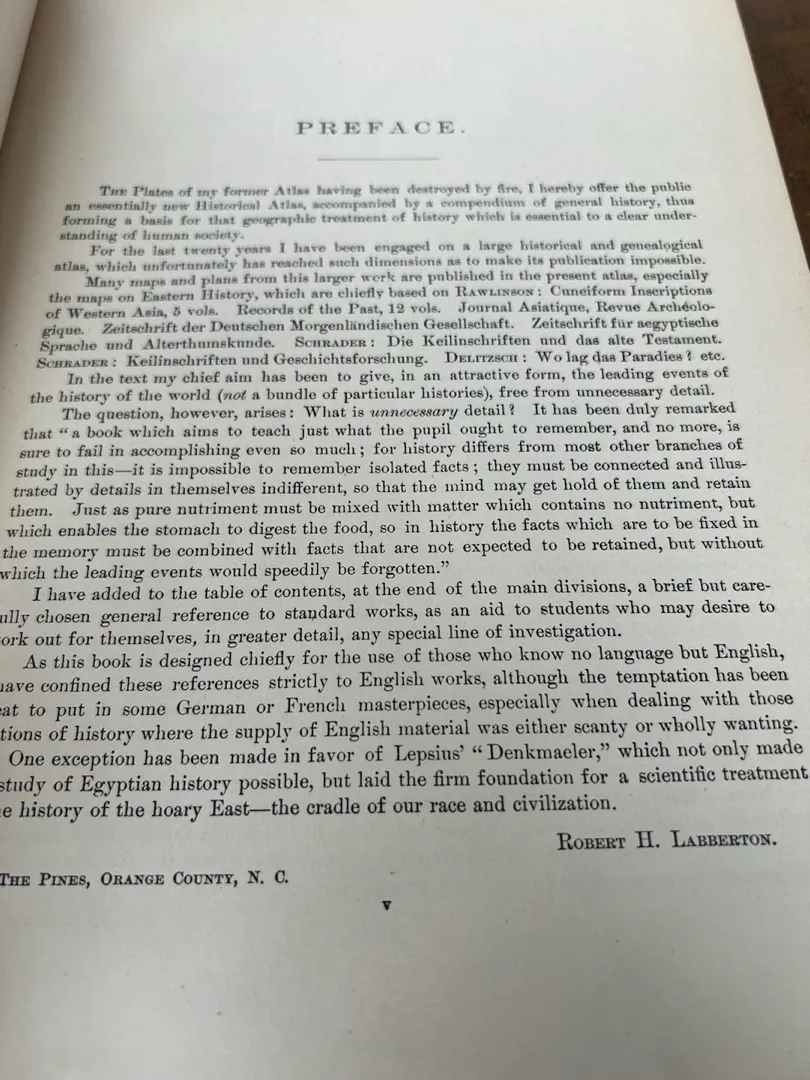 PREFACE.
THE Plates of my former Atlas having been destroyed by fire, I hereby offer the public
an essentially new Historical Atlas, accompanied by a compendium of general history, thus
forming a basis for that geographic treatment of history which is essential to a clear under-
standing of human society.
For the last twenty years I have been engaged on a large historical and genealogical
atlas, which unfortunately has reached such dimensions as to make its publication impossible.
Many maps and plans from this larger work are published in the present atlas, especially
the maps on Eastern History, which are chiefly based on RAWLINSON: Cuneiform Inscriptions
of Western Asia, 5 vols. Records of the Past, 12 vols. Journal Asiatique, Revue Archéolo-
gique. Zeitschrift der Deutschen Morgenländischen Gesellschaft. Zeitschrift für aegyptische
Sprache und Alterthumskunde. SCHRADER: Die Keilinschriften und das alte Testament.
SCHRADER: Keilinschriften und Geschichtsforschung. DELITZSCH: Wo lag das Paradies? etc.
In the text my chief aim has been to give, in an attractive form, the leading events of
the history of the world (not a bundle of particular histories), free from unnecessary detail.
The question, however, arises: What is unnecessary detail? It has been duly remarked
that "a book which aims to teach just what the pupil ought to remember, and no more, is
sure to fail in accomplishing even so much; for history differs from most other branches of
study in this—it is impossible to remember isolated facts; they must be connected and illus-
trated by details in themselves indifferent, so that the mind may get hold of them and retain
them. Just as pure nutriment must be mixed with matter which contains no nutriment, but
which enables the stomach to digest the food, so in history the facts which are to be fixed in
the memory must be combined with facts that are not expected to be retained, but without
which the leading events would speedily be forgotten."
I have added to the table of contents, at the end of the main divisions, a brief but care-
ully chosen general reference to standard works, as an aid to students who may desire to
ork out for themselves, in greater detail, any special line of investigation.
As this book is designed chiefly for the use of those who know no language but English,
ave confined these references strictly to English works, although the temptation has been
at to put in some German or French masterpieces, especially when dealing with those
tions of history where the supply of English material was either scanty or wholly wanting.
One exception has been made in favor of Lepsius' "Denkmaeler," which not only made
study of Egyptian history possible, but laid the firm foundation for a scientific treatment
e history of the hoary East—the cradle of our race and civilization.
ROBERT H. LABBERTON.
THE PINES, ORANGE COUNTY, N. C.
v